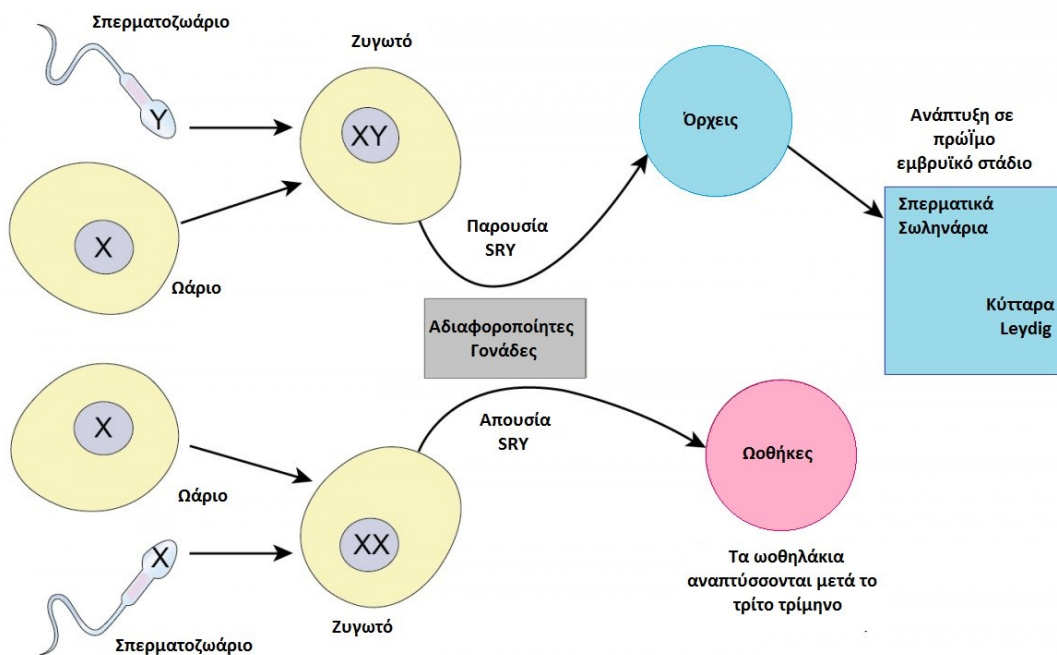 Σπερματοζωάριο
Ζυγωτό
Y
XY
Όρχεις
Ανάπτυξη σε
πρώϊμο
εμβρυϊκό στάδιο
Σπερματικά
Σωληνάρια
X
Ωάριο
Παρουσία
SRY
Κύτταρα
Leydig
Αδιαφοροποίητες
Γονάδες
X
Ωάριο
Απουσία
SRY
Ωοθήκες
X
XX
Σπερματοζωάριο
Ζυγωτό
Τα ωοθηλάκια
αναπτύσσονται μετά το
τρίτο τρίμηνο